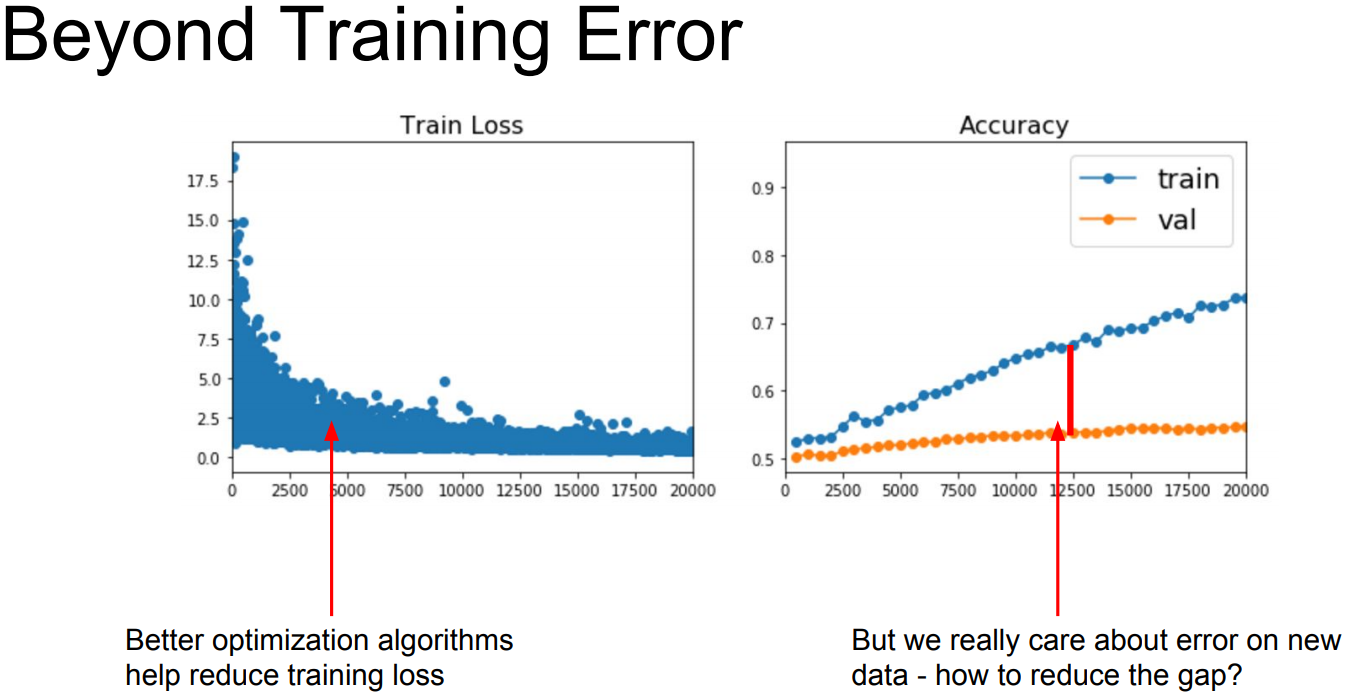 Beyond Training Error
Train Loss
17.5
15.0
12.5
10.0
7.5
5.0
2.5
0.0
0 2500 5000 7500 10000 12500 15000 17500 20000
Accuracy
train
val
0.9
0.8
0.7
0.6
0.5
0 2500 5000 7500 10000 12500 15000 17500 20000
Better optimization algorithms
help reduce training loss
But we really care about error on new
data - how to reduce the gap?